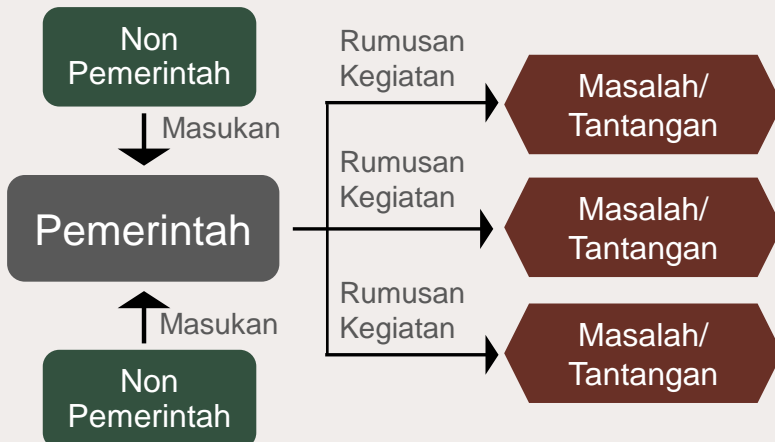 Non
Pemerintah
Masukan
Pemerintah
Masukan
Non
Pemerintah
Rumusan
Kegiatan
Masalah/
Tantangan
Rumusan
Kegiatan
Masalah/
Tantangan
Rumusan
Kegiatan
Masalah/
Tantangan